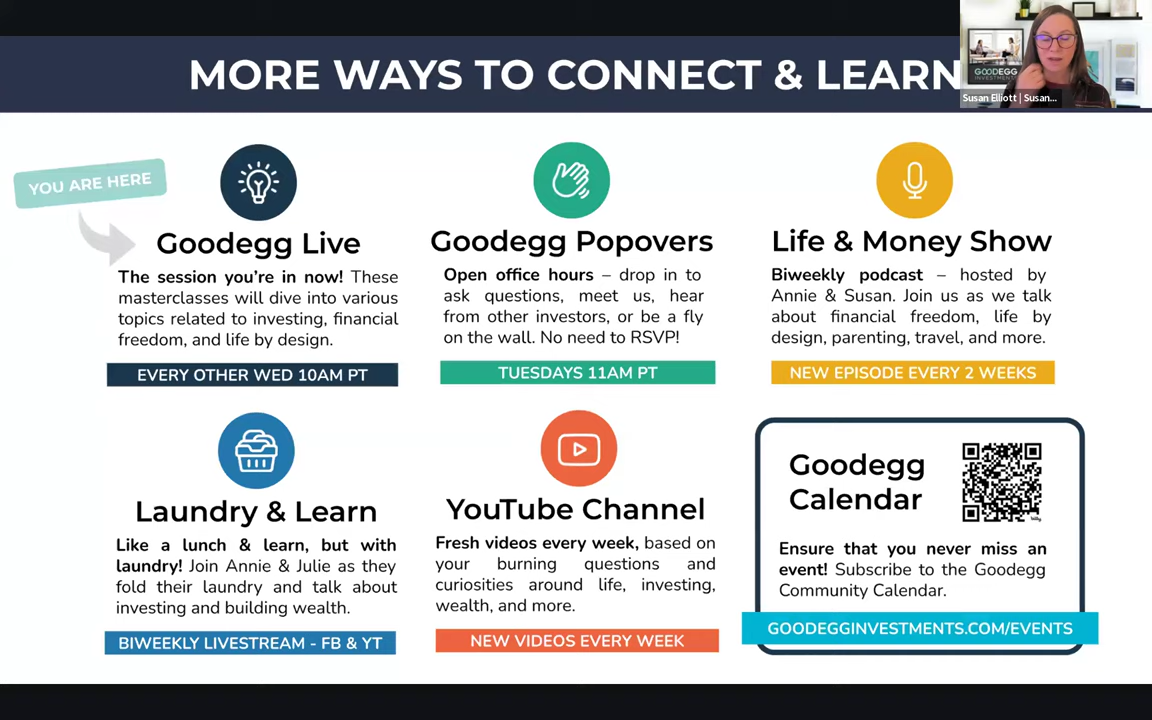 MORE WAYS TO CONNECT & LEARN
GOODEGG
INVESTMENTS
Susan Elliott | Susan...
YOU ARE HERE
Goodegg Live
The session you're in now! These
masterclasses will dive into various
topics related to investing, financial
freedom, and life by design.
EVERY OTHER WED 10AM PT
Goodegg Popovers
Open office hours – drop in to
ask questions, meet us, hear
from other investors, or be a fly
on the wall. No need to RSVP!
TUESDAYS 11AM PT
Life & Money Show
Biweekly podcast – hosted by
Annie & Susan. Join us as we talk
about financial freedom, life by
design, parenting, travel, and more.
NEW EPISODE EVERY 2 WEEKS
Laundry & Learn
Like a lunch & learn, but with
laundry! Join Annie & Julie as they
fold their laundry and talk about
investing and building wealth.
BIWEEKLY LIVESTREAM - FB & YT
YouTube Channel
Fresh videos every week, based on
your burning questions and
curiosities around life, investing,
wealth, and more.
NEW VIDEOS EVERY WEEK
Goodegg
Calendar
Ensure that you never miss an
event! Subscribe to the Goodegg
Community Calendar.
GOODEGGINVESTMENTS.COM/EVENTS